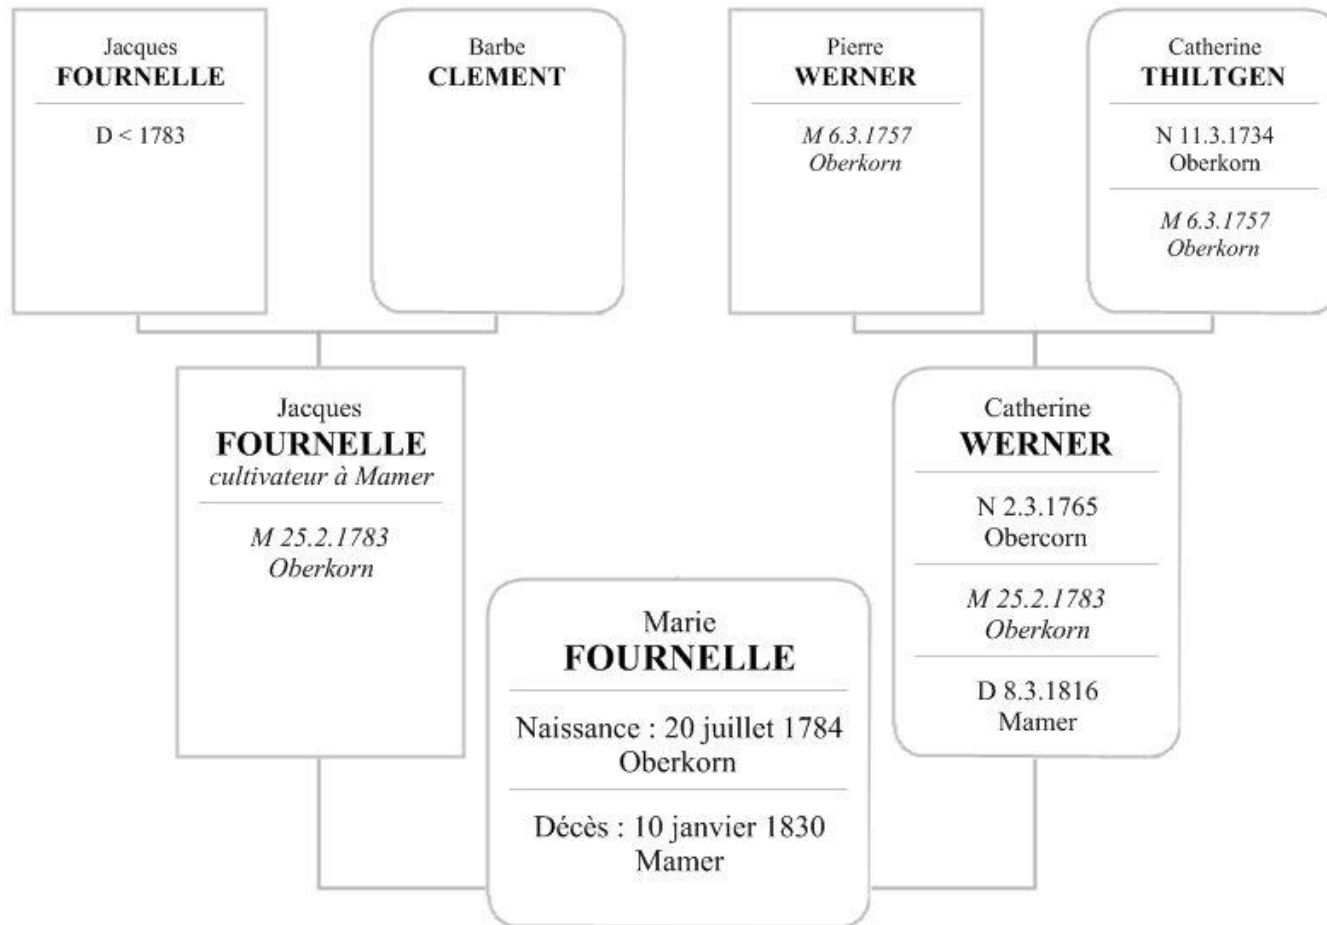 Jacques
FOURNELLE
D < 1783
Barbe
CLEMENT
Pierre
WERNER
M 6.3.1757
Oberkorn
Catherine
THILTGEN
N 11.3.1734
Oberkorn
M 6.3.1757
Oberkorn
Jacques
FOURNELLE
cultivateur à Mamer
M 25.2.1783
Oberkorn
Catherine
WERNER
N 2.3.1765
Obercorn
M 25.2.1783
Oberkorn
D 8.3.1816
Mamer
Marie
FOURNELLE
Naissance : 20 juillet 1784
Oberkorn
Décès : 10 janvier 1830
Mamer